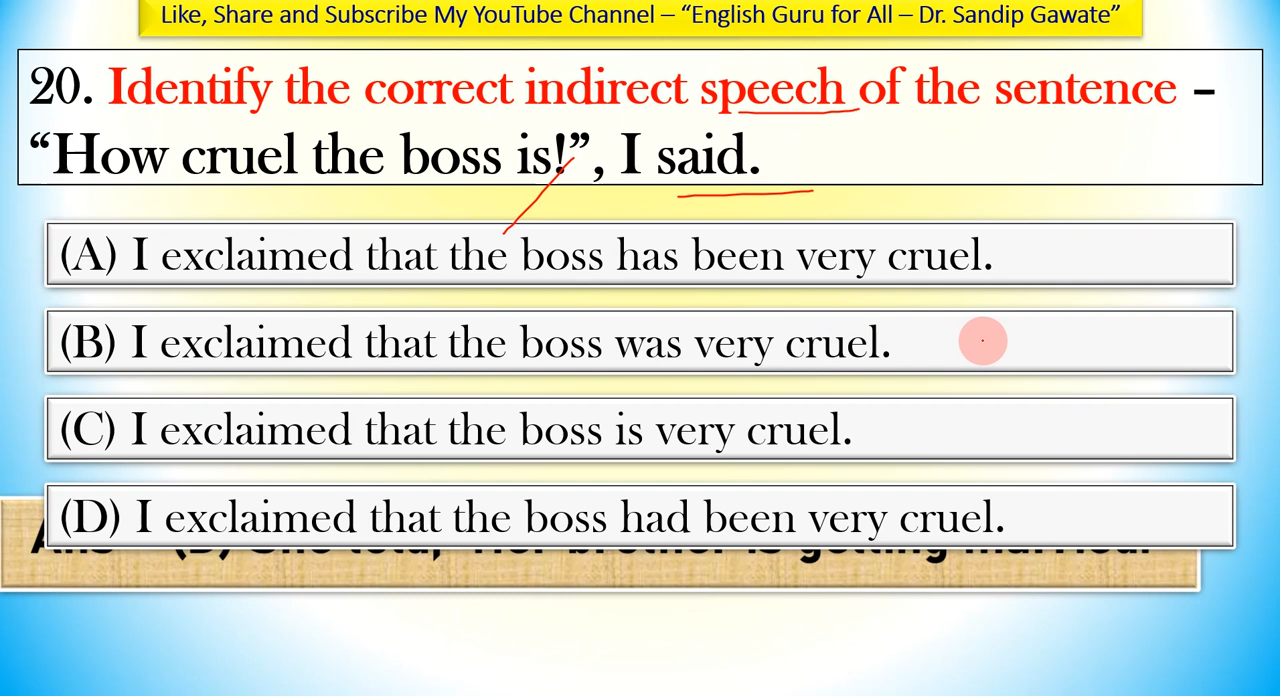 Like, Share and Subscribe My YouTube Channel – “English Guru for All – Dr. Sandip Gawate”
20. Identify the correct indirect speech of the sentence –
“How cruel the boss is!”, I said.
(A) I exclaimed that the boss has been very cruel.
(B) I exclaimed that the boss was very cruel.
(C) I exclaimed that the boss is very cruel.
(D) I exclaimed that the boss had been very cruel.